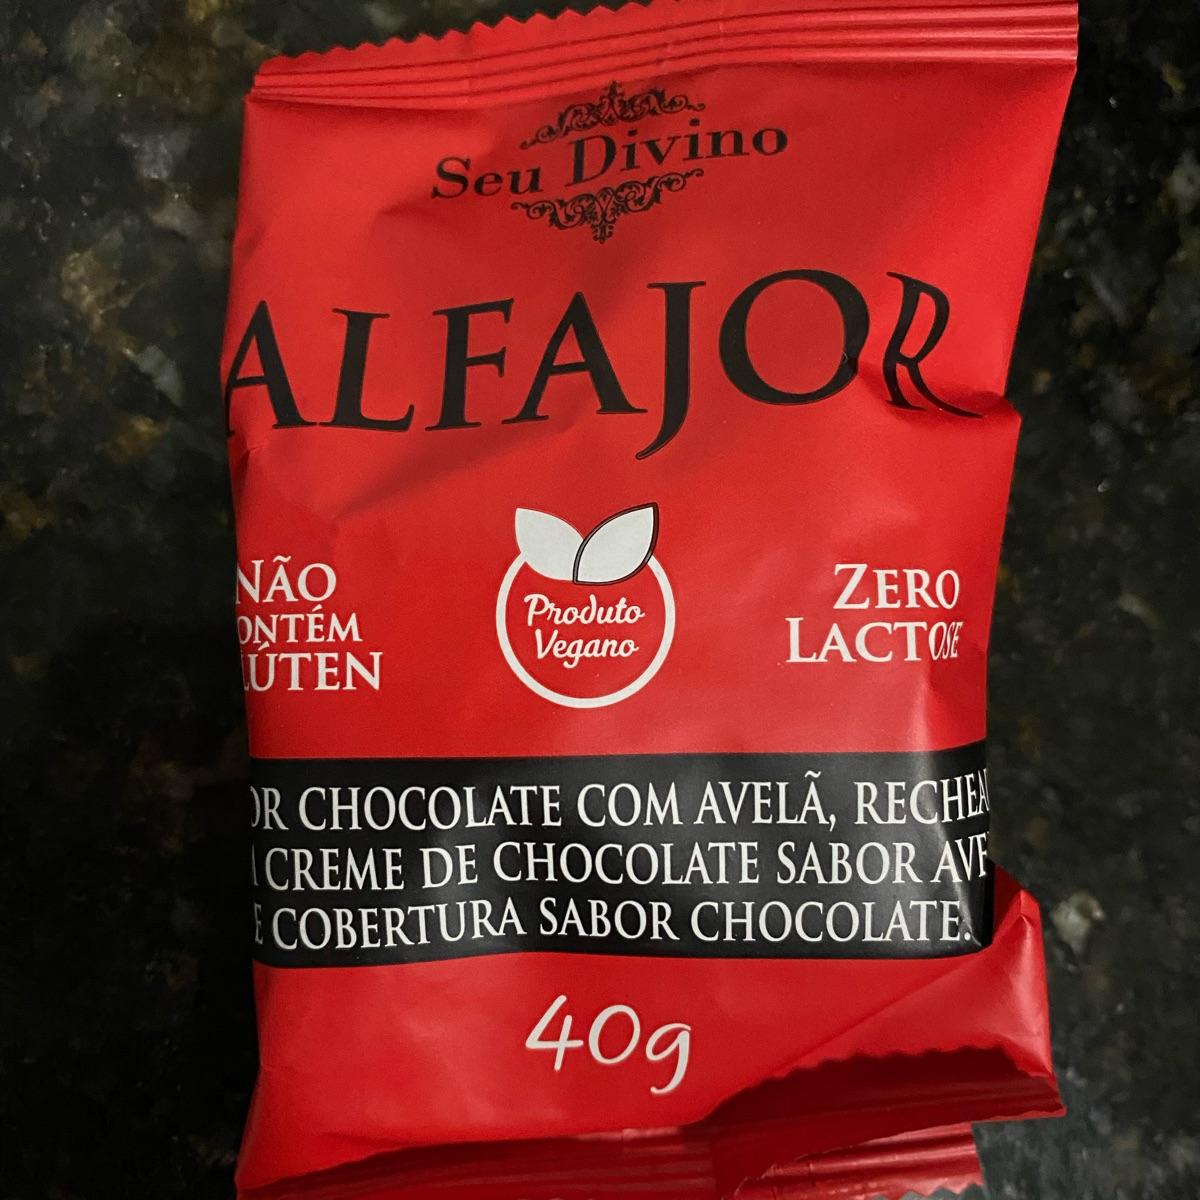 Seu Divino
ALFAJOR
NÃO
ONTÉM
LÚTEN
Produto
Vegano
ZERO
LACTOSE
OR CHOCOLATE COM AVELÃ, RECHEA
CREME DE CHOCOLATE SABOR AVE
E COBERTURA SABOR CHOCOLATE.
40g